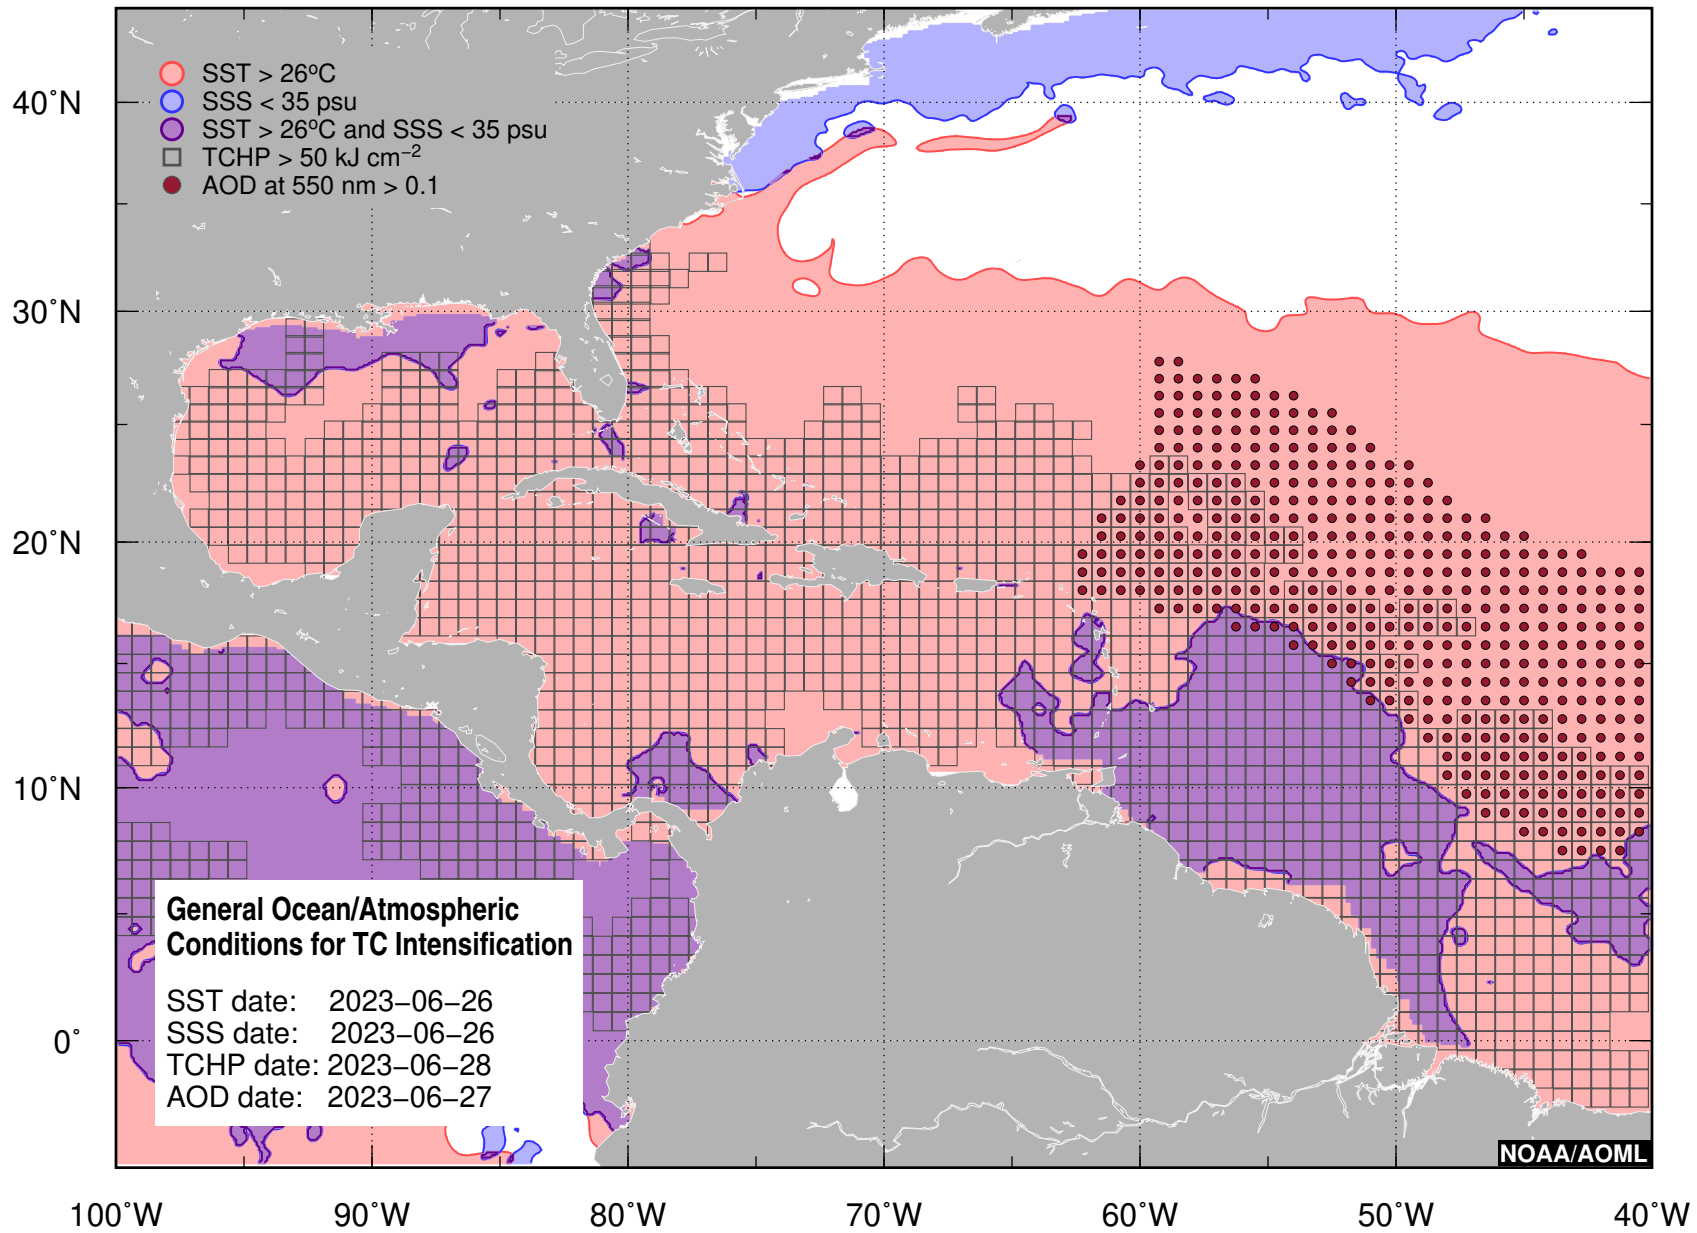 SST > 26°C
SSS < 35 psu
SST > 26°C and SSS < 35 psu
TCHP > 50 kJ cm⁻²
AOD at 550 nm > 0.1
40°N
30°N
20°N
10°N
0°
General Ocean/Atmospheric
Conditions for TC Intensification
SST date: 2023−06−26
SSS date: 2023−06−26
TCHP date: 2023−06−28
AOD date: 2023−06−27
NOAA/AOML
100°W 90°W 80°W 70°W 60°W 50°W 40°W